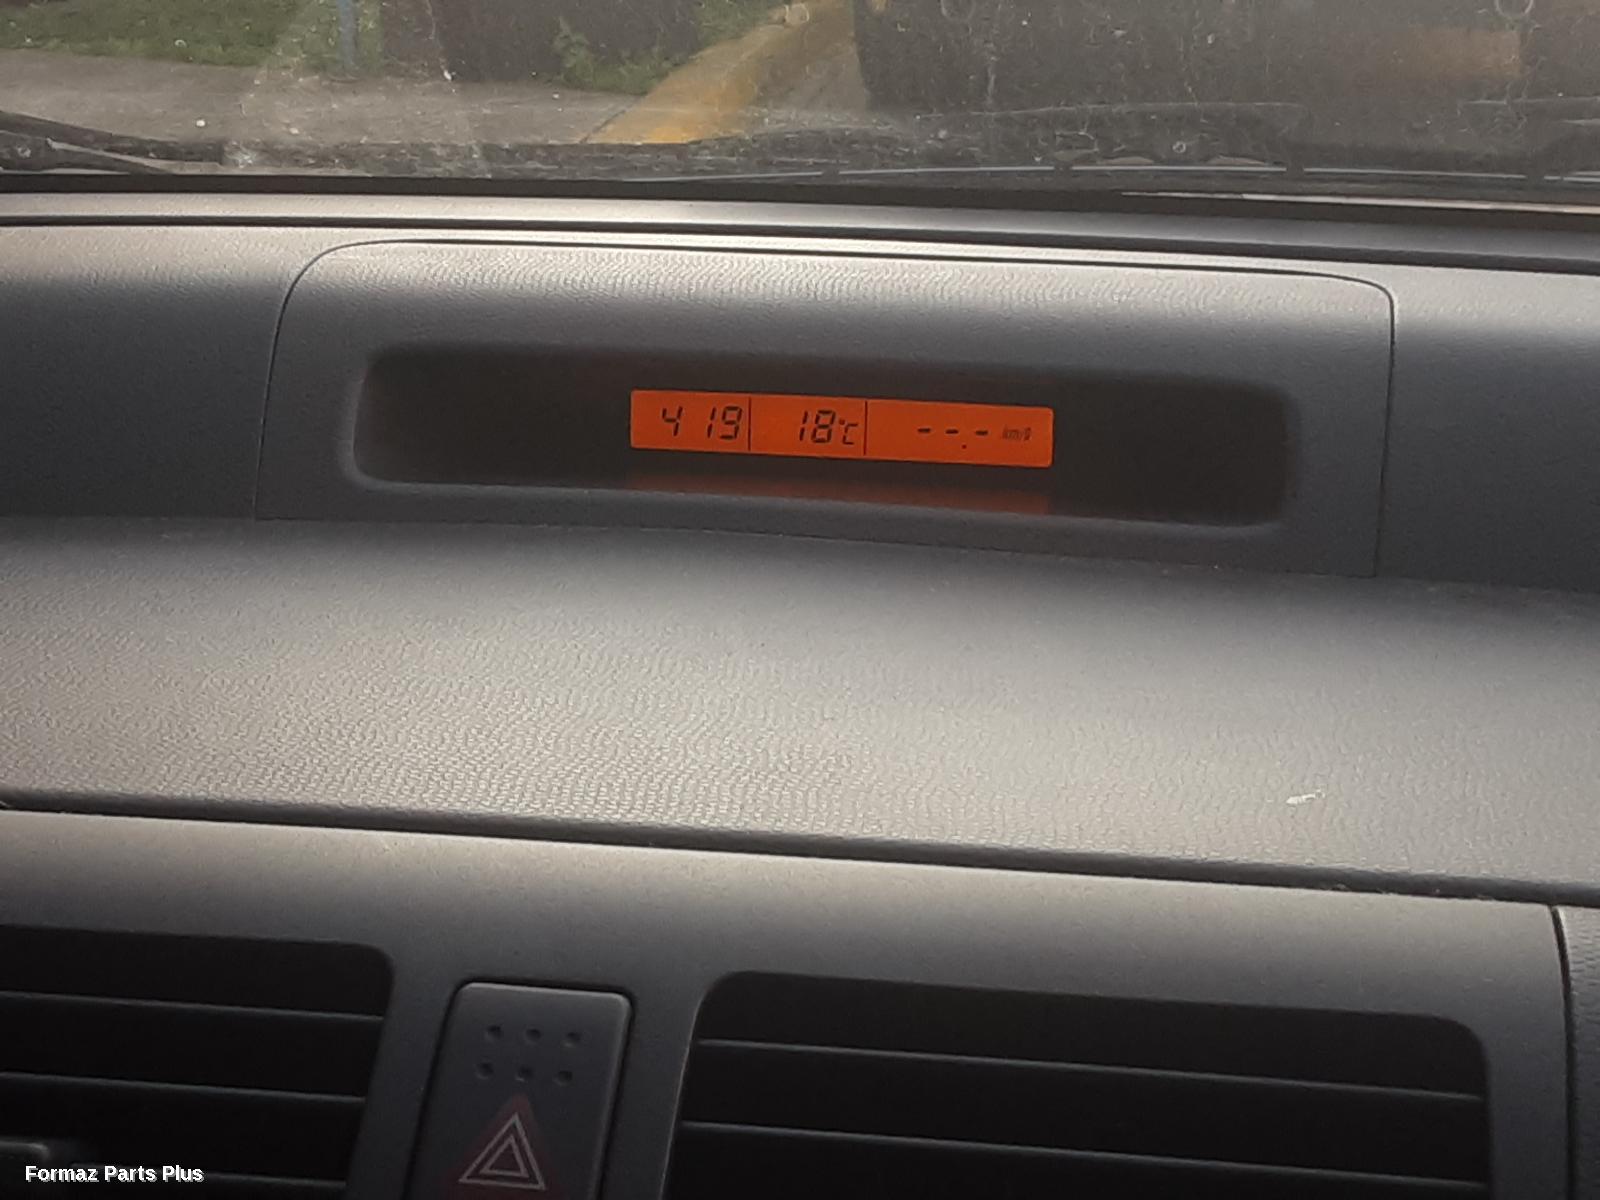 4 19 18°C --.- km/ℓ
Formaz Parts Plus